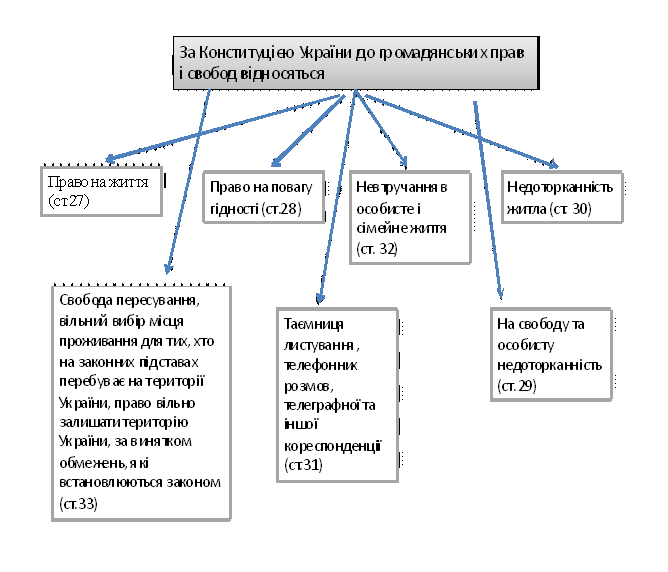 За Конституцією України до громадянських прав
і свобод відносяться
Право на життя
(ст27)
Право на повагу
гідності (ст.28)
Невтручання в
особисте і
сімейне життя
(ст. 32)
Недоторканність
житла (ст. 30)
Свобода пересування,
вільний вибір місця
проживання для тих, хто
на законних підставах
перебуває на території
України, право вільно
залишати територію
України, за винятком
обмежень, які
встановлюються законом
(ст.33)
Таємниця
листування ,
телефонник
розмов,
телеграфної та
іншої
кореспонденції
(ст.31)
На свободу та
особисту
недоторканність
(ст.29)